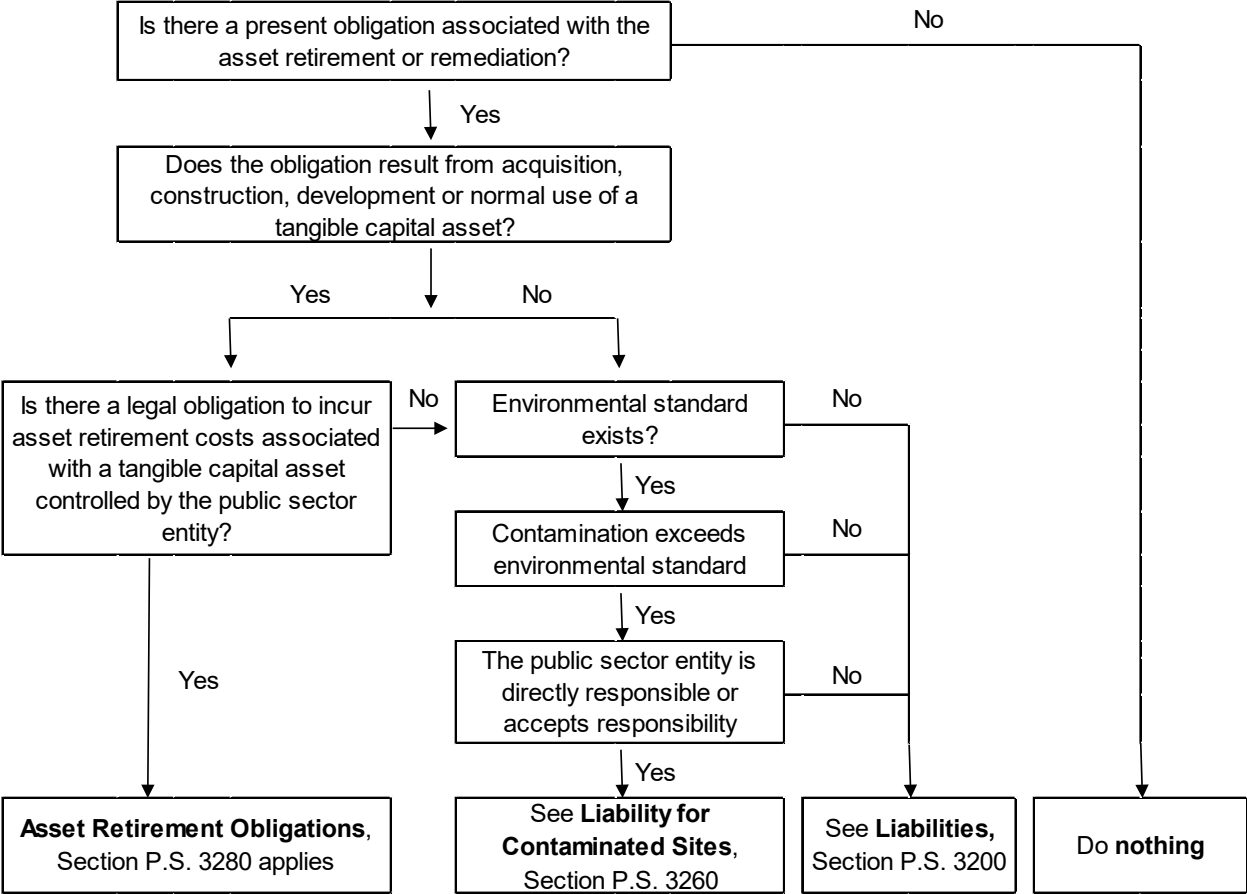 Is there a present obligation associated with the
asset retirement or remediation?
No
Yes
Does the obligation result from acquisition,
construction, development or normal use of a
tangible capital asset?
Yes
No
Is there a legal obligation to incur
asset retirement costs associated
with a tangible capital asset
controlled by the public sector
entity?
No
Environmental standard
exists?
No
Yes
Contamination exceeds
environmental standard
No
Yes
The public sector entity is
directly responsible or
accepts responsibility
No
Yes
Yes
Asset Retirement Obligations,
Section P.S. 3280 applies
See Liability for
Contaminated Sites,
Section P.S. 3260
See Liabilities,
Section P.S. 3200
Do nothing